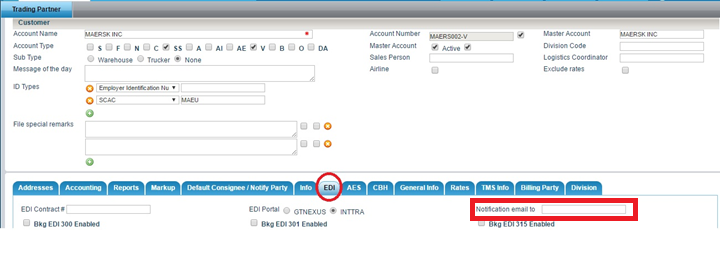 Trading Partner
Customer
Account Name MAERSK INC * Account Number MAERS002-V Master Account MAERSK INC
Account Type S F N C SS A AI AE V B O DA Master Account Active Division Code
Sub Type Warehouse Trucker None Sales Person Logistics Coordinator
Message of the day Airline Exclude rates
ID Types Employer Identification Nu
SCAC MAEU
File special remarks
Addresses Accounting Reports Markup Default Consignee / Notify Party Info EDI AES CBH General Info Rates TMS Info Billing Party Division
EDI Contract # EDI Portal GTNEXUS INTTRA Notification email to
Bkg EDI 300 Enabled Bkg EDI 301 Enabled Bkg EDI 315 Enabled